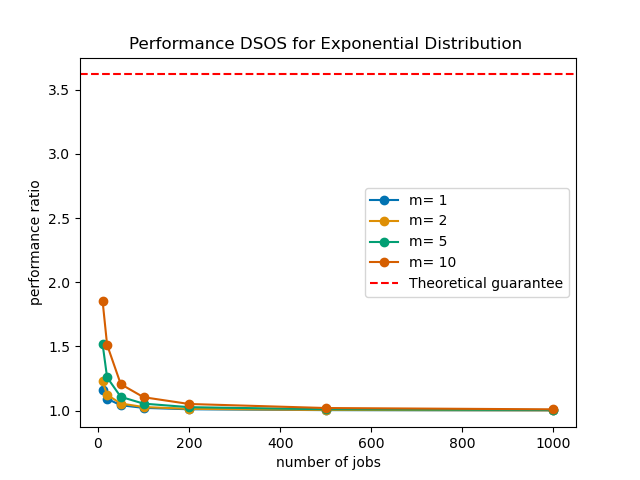 Performance DSOS for Exponential Distribution
performance ratio
3.5
3.0
2.5
2.0
1.5
1.0
m= 1
m= 2
m= 5
m= 10
Theoretical guarantee
0
200
400
600
800
1000
number of jobs